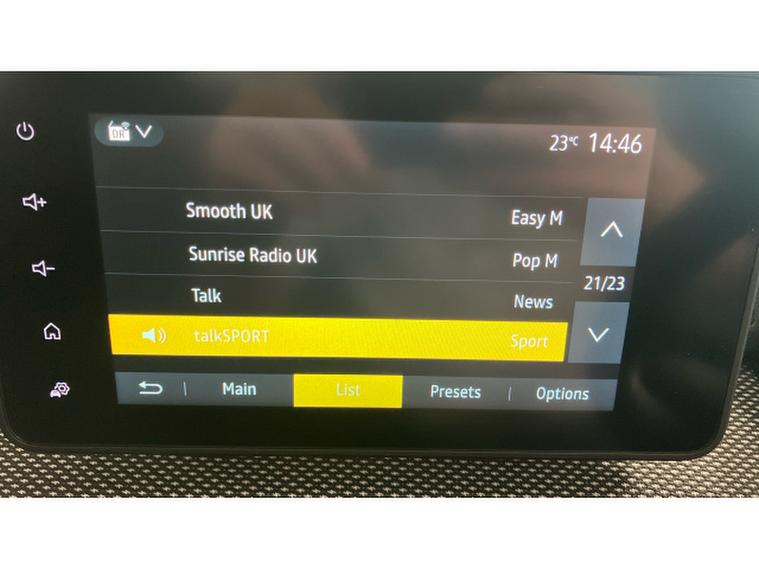 DR
23°C 14:46
Smooth UK Easy M
Sunrise Radio UK Pop M
21/23
Talk News
talkSPORT Sport
Main List Presets Options